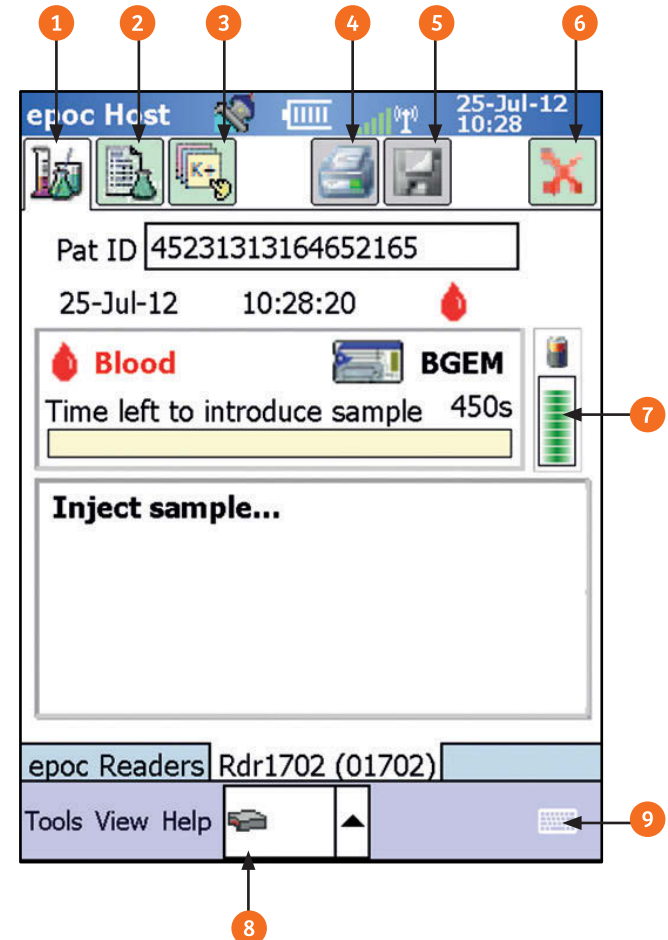 1 2 3 4 5 6
epoc Host 25-Jul-12
10:28
K+
Pat ID 45231313164652165
25-Jul-12 10:28:20
Blood BGEM
Time left to introduce sample 450s
7
Inject sample...
epoc Readers Rdr1702 (01702)
Tools View Help
9
8